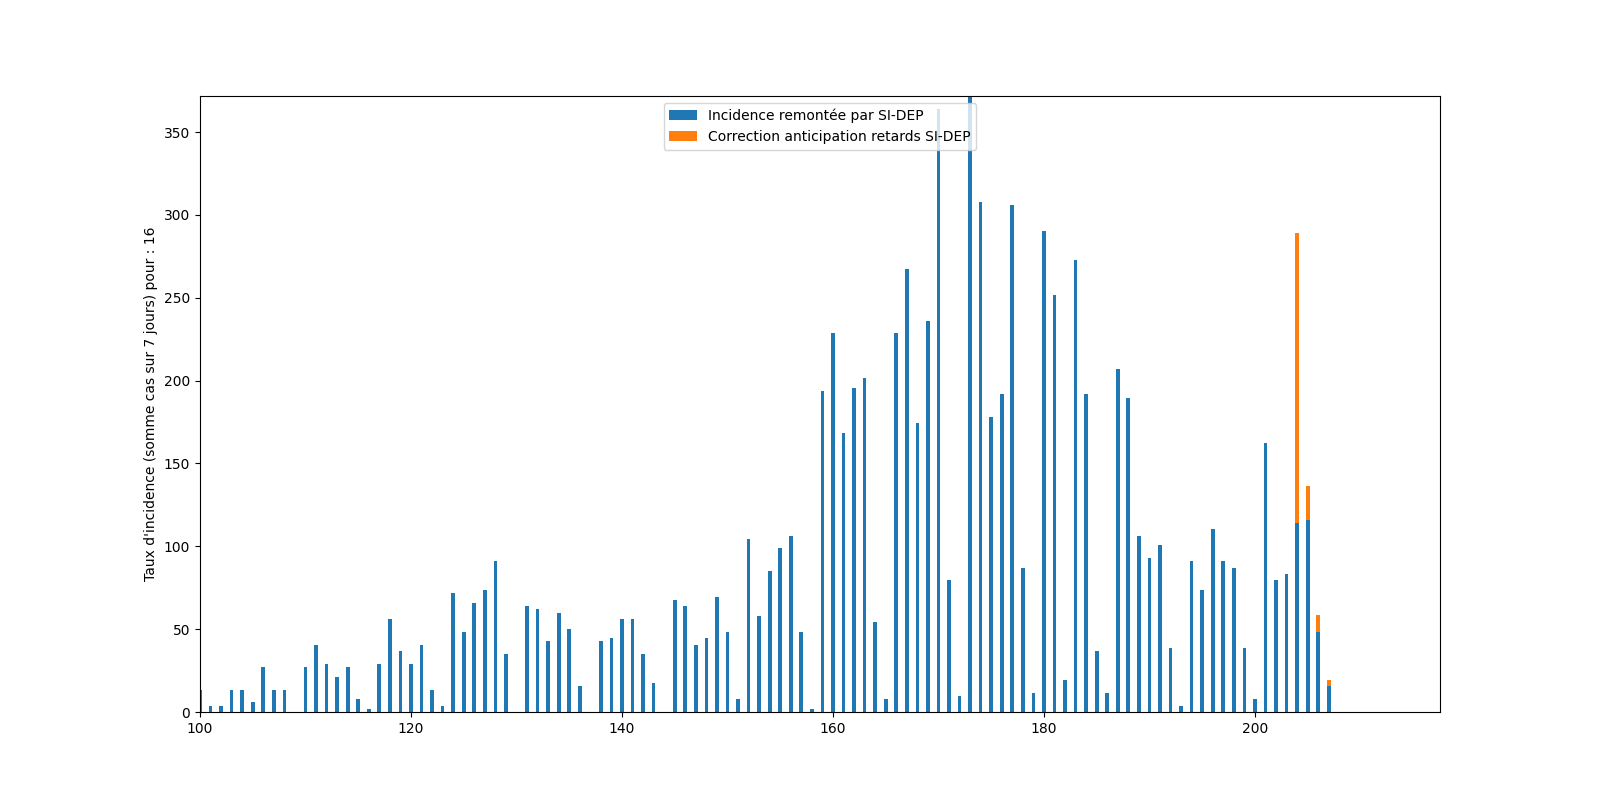 Incidence remontée par SI-DEP
Correction anticipation retards SI-DEP
Taux d'incidence (somme cas sur 7 jours) pour : 16
350
300
250
200
150
100
50
0
100 120 140 160 180 200